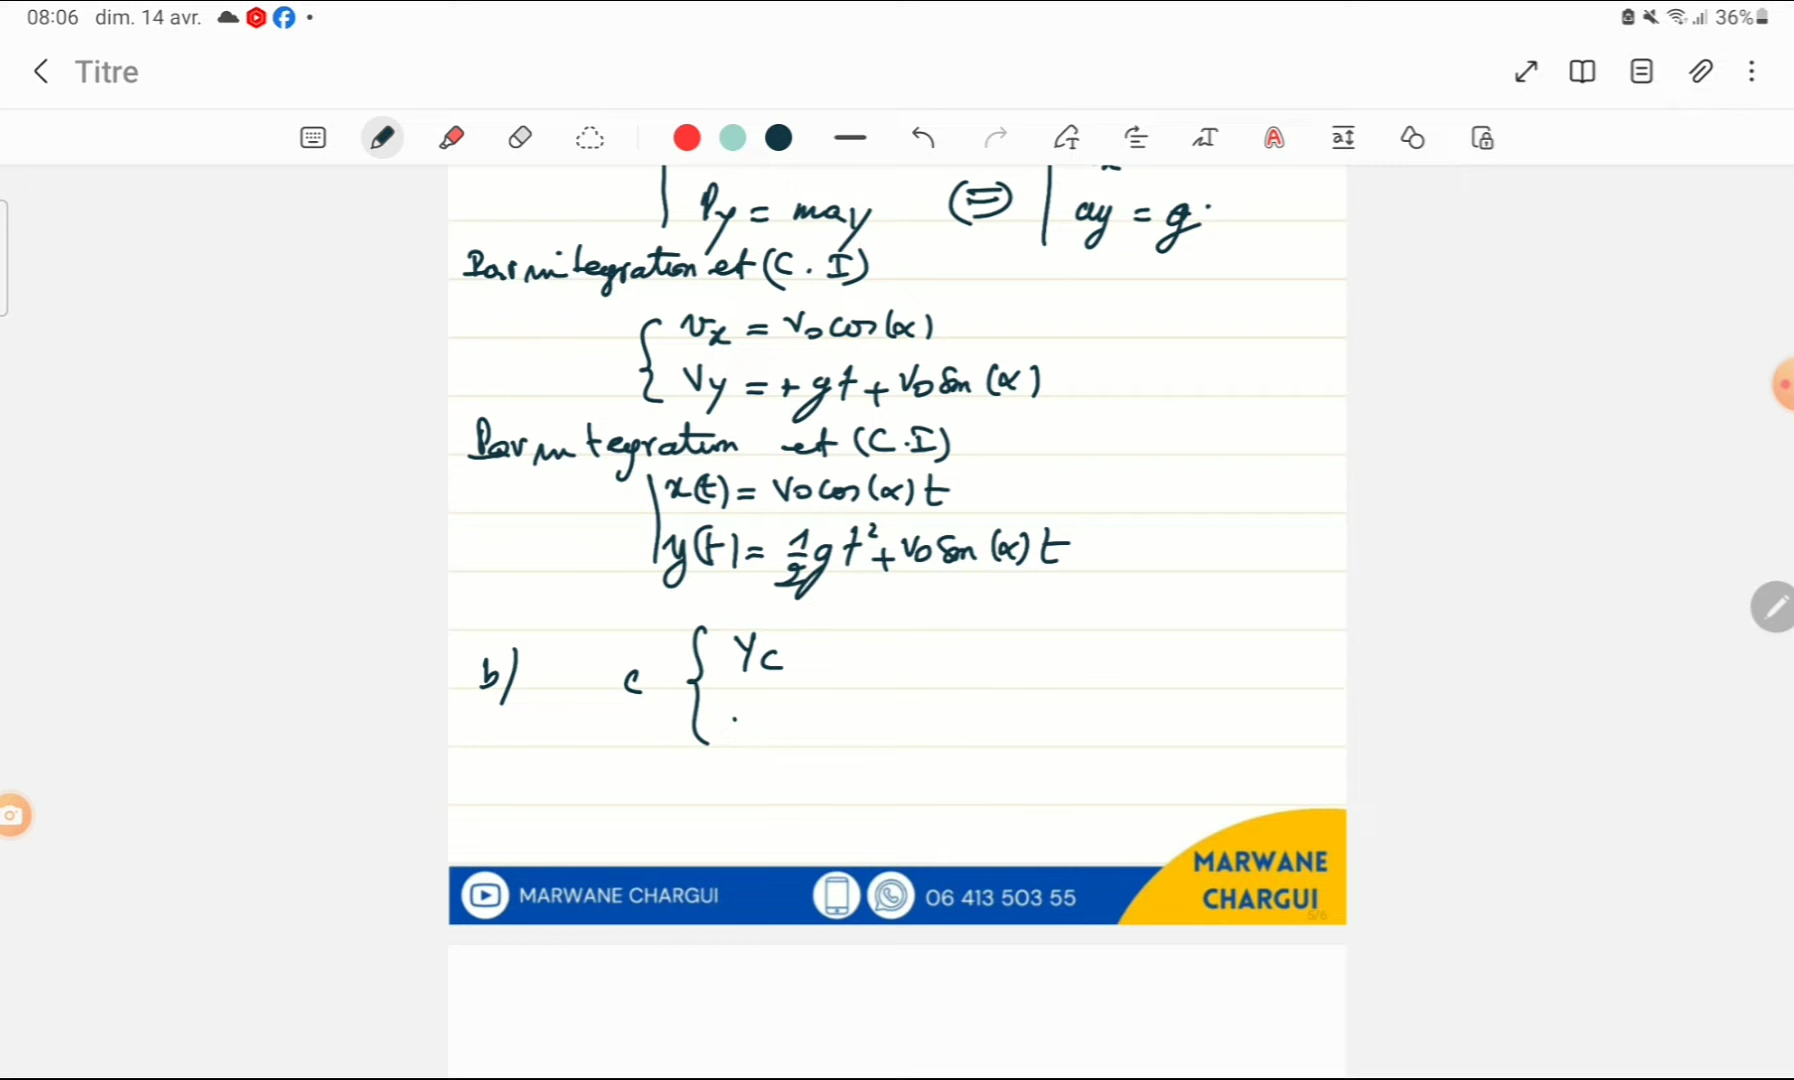 08:06 dim. 14 avr. 36%
Titre
Py = may (⇔) ay = g.
Par integration et (C.I)
vx = v0 cos(α)
Vy = + gt + V0 Sin (α)
Par integration et (C.I)
x(t) = V0 cos(α) t
y(t) = 1/2 g t² + V0 Sin (α) t
b) c { Yc
MARWANE CHARGUI 06 413 503 55
MARWANE
CHARGUI
5/6